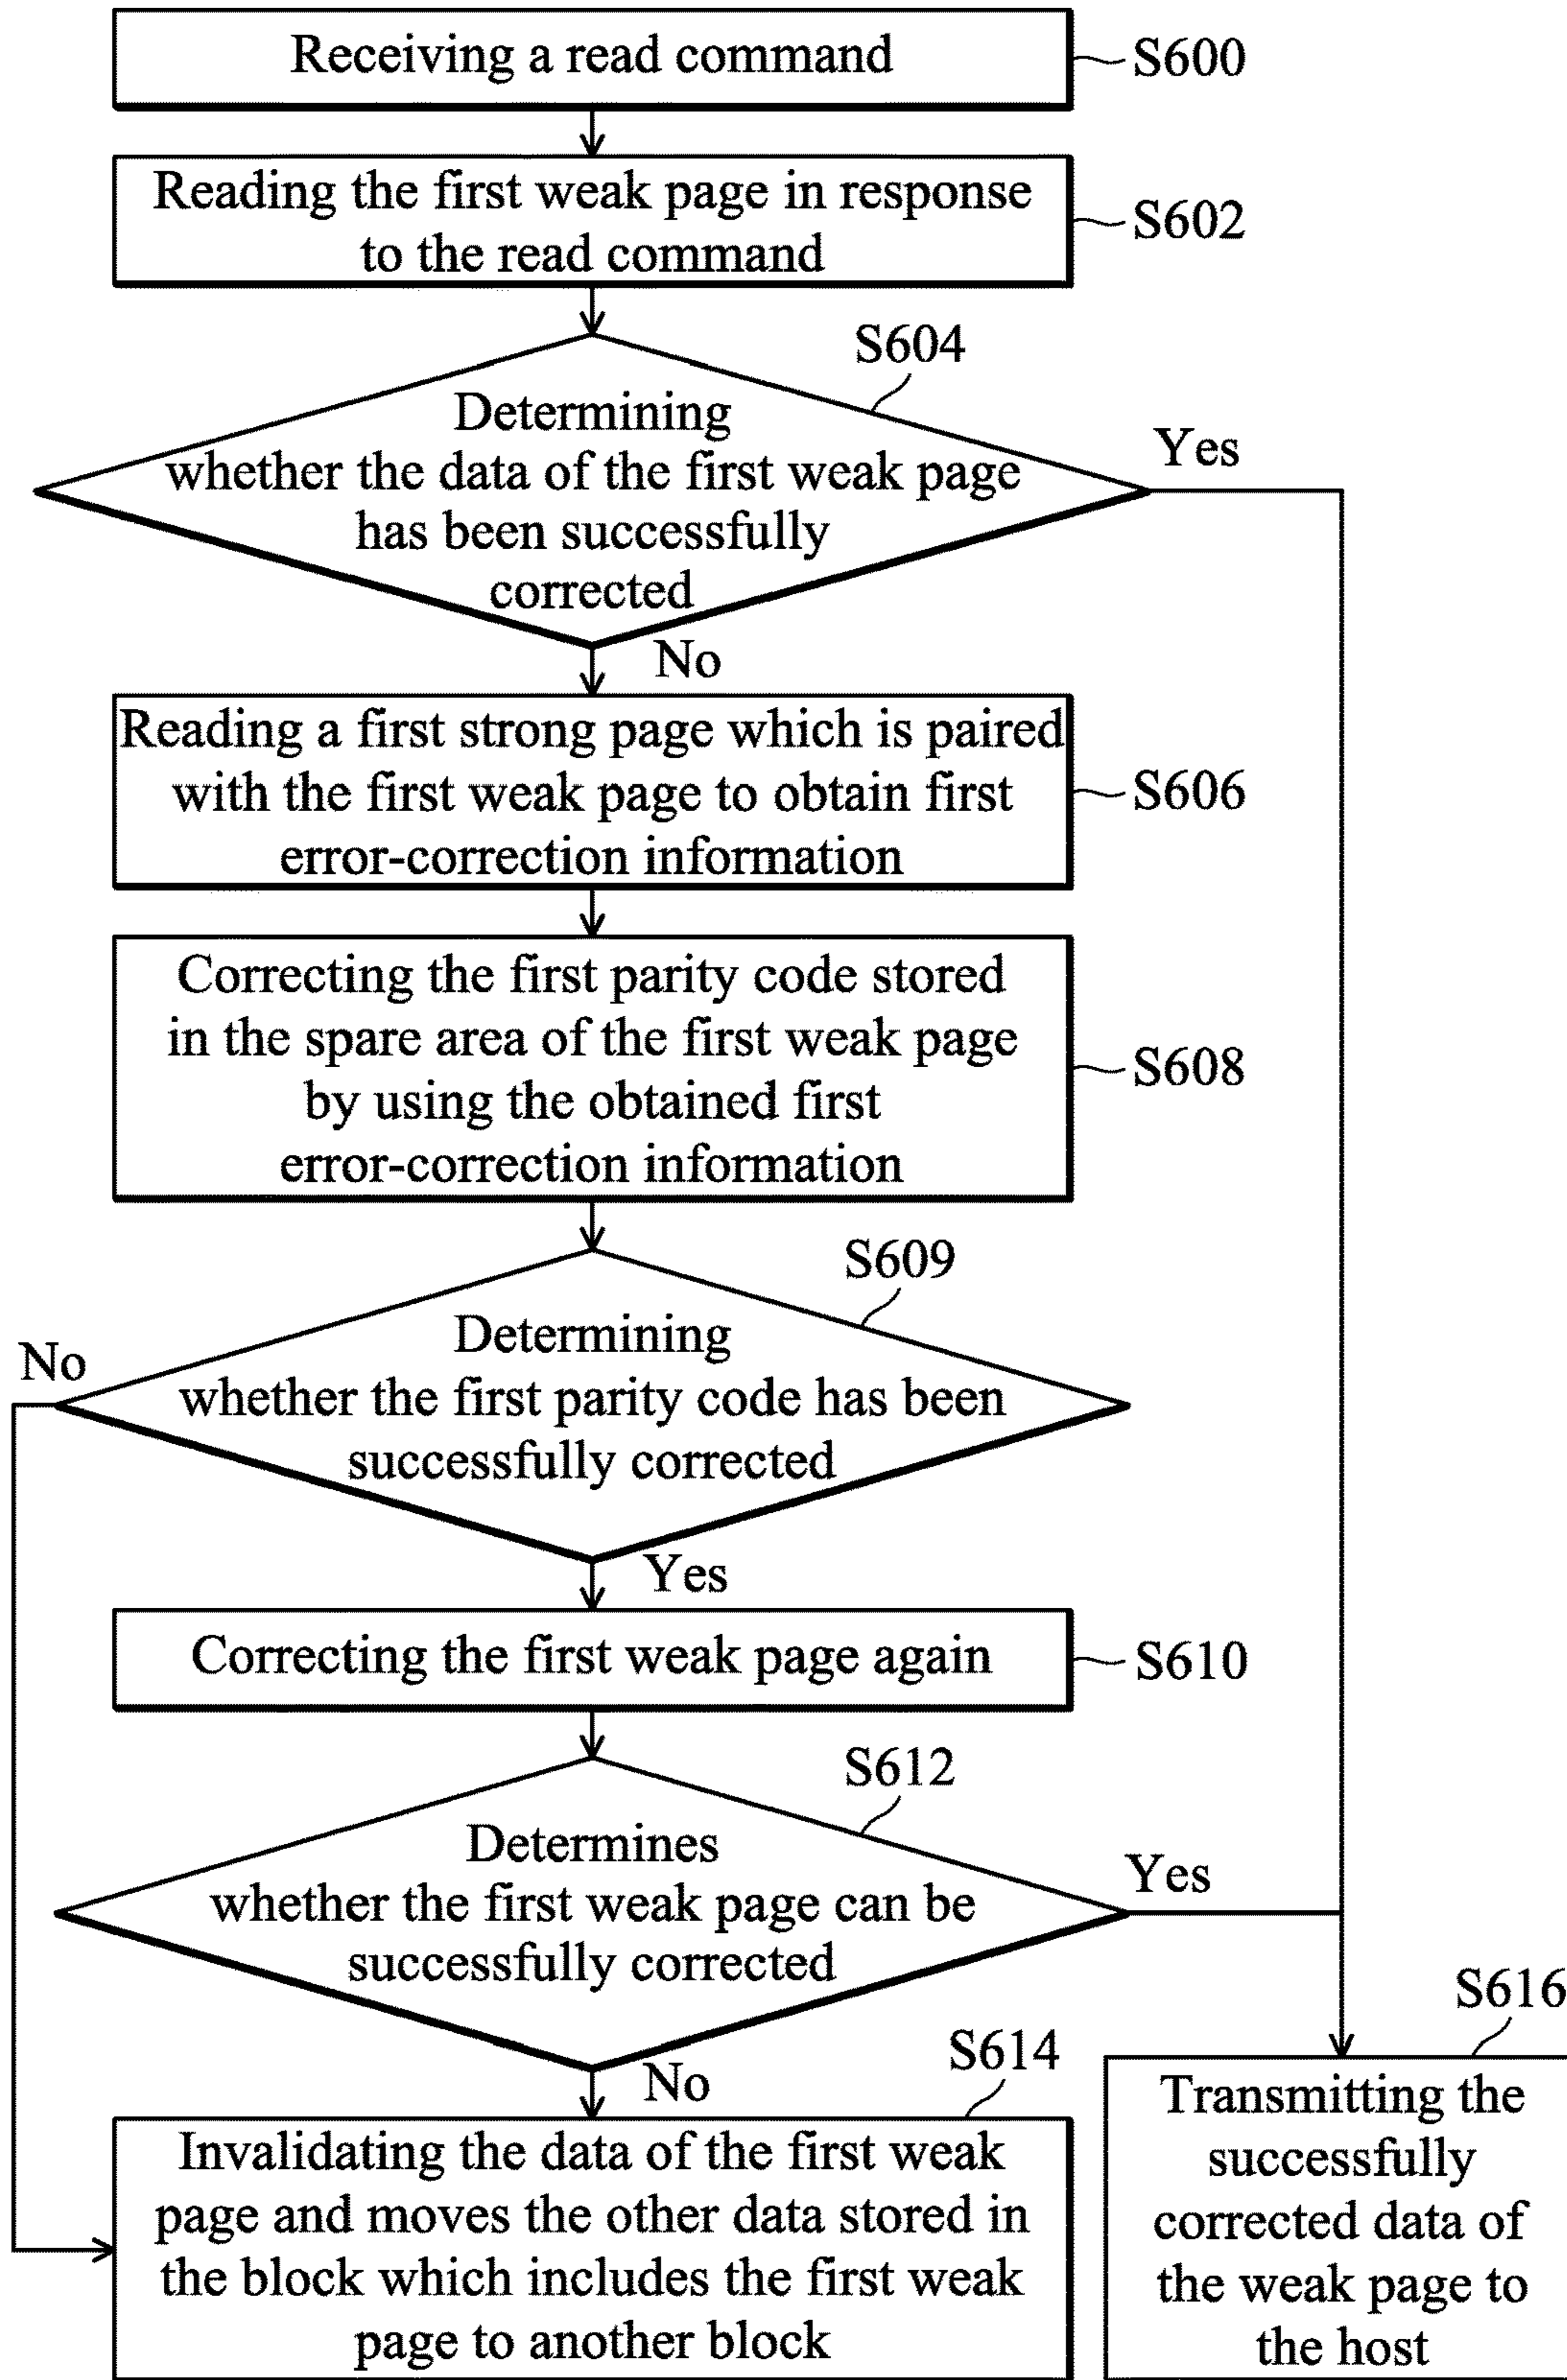 Receiving a read command
S600
Reading the first weak page in response
to the read command
S602
S604
Determining
whether the data of the first weak page
has been successfully
corrected
Yes
No
Reading a first strong page which is paired
with the first weak page to obtain first
error-correction information
S606
Correcting the first parity code stored
in the spare area of the first weak page
by using the obtained first
error-correction information
S608
S609
Determining
whether the first parity code has been
successfully corrected
No
Yes
Correcting the first weak page again
S610
S612
Determines
whether the first weak page can be
successfully corrected
Yes
No
S614
Invalidating the data of the first weak
page and moves the other data stored in
the block which includes the first weak
page to another block
S616
Transmitting the
successfully
corrected data of
the weak page to
the host